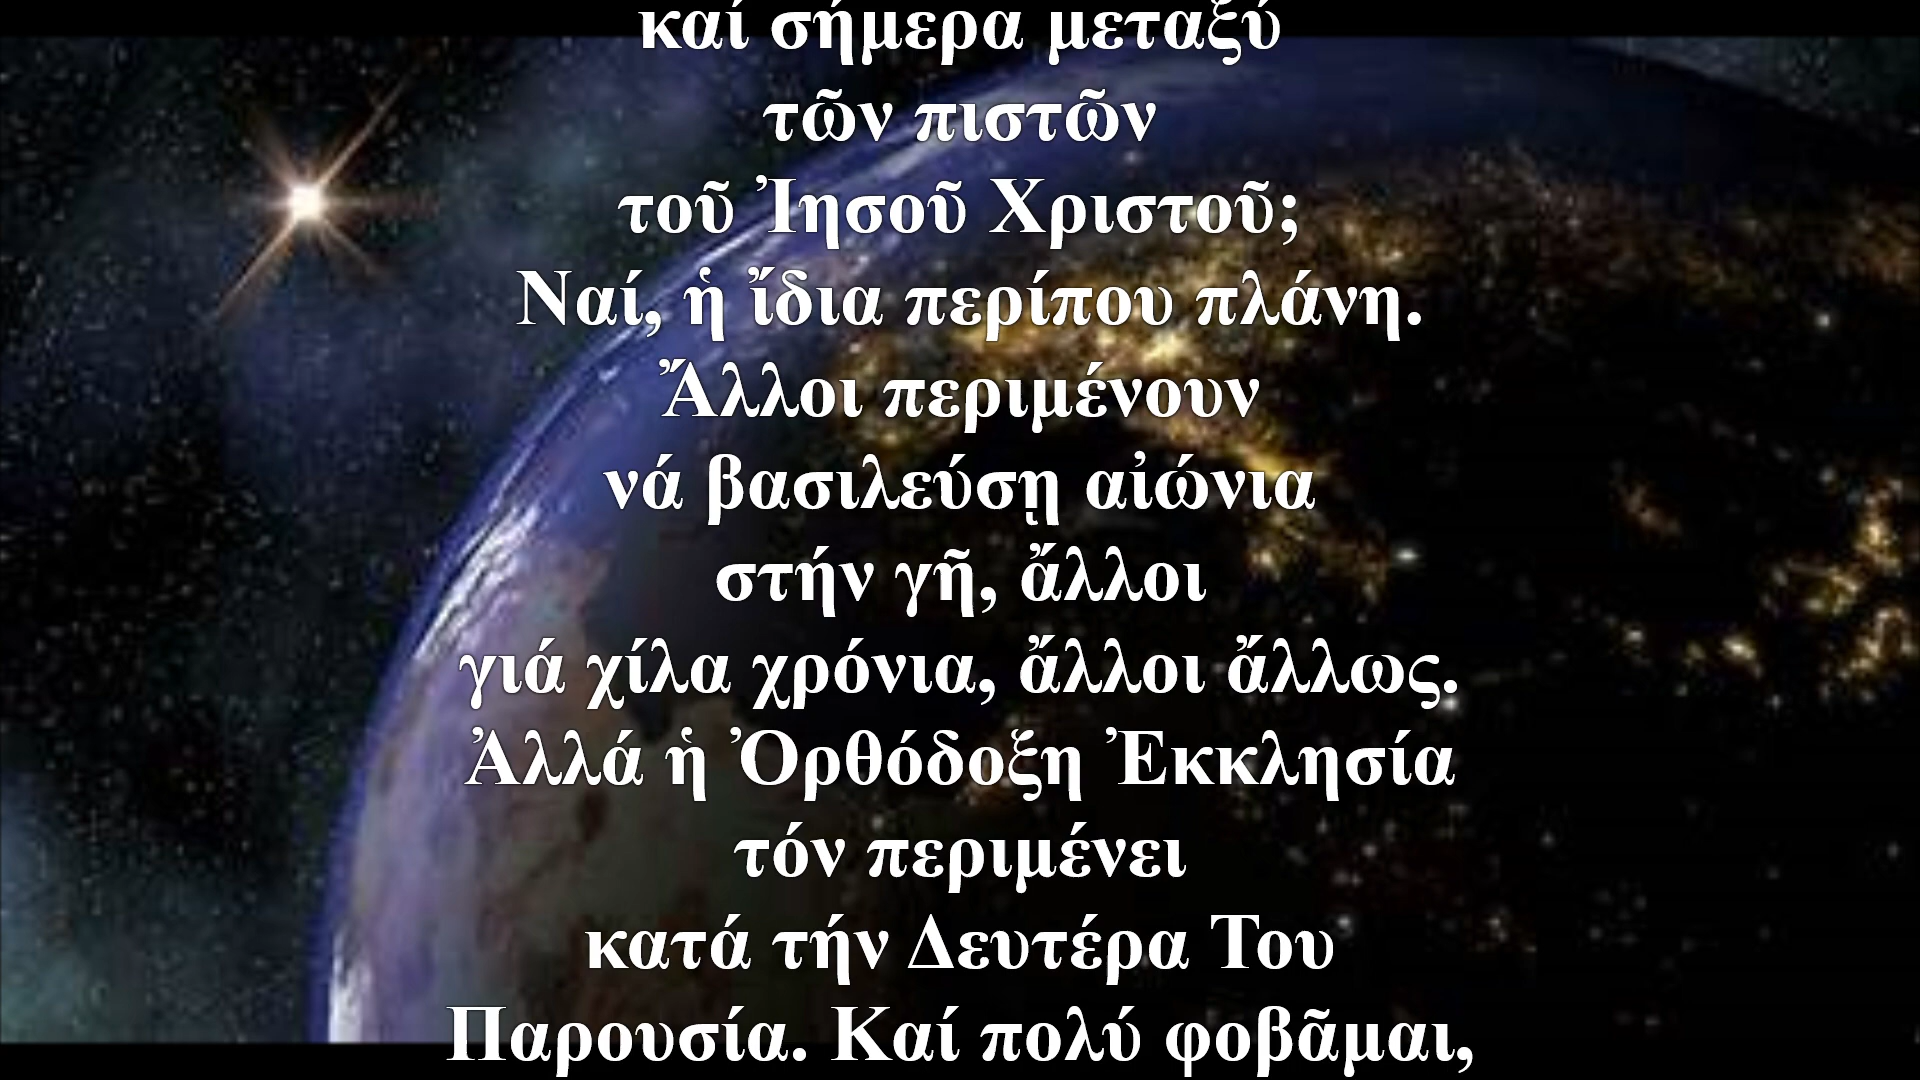 καί σήμερα μεταξύ
τῶν πιστῶν
τοῦ Ἰησοῦ Χριστοῦ;
Ναί, ἡ ἴδια περίπου πλάνη.
Ἄλλοι περιμένουν
νά βασιλεύσῃ αἰώνια
στήν γῆ, ἄλλοι
γιά χίλα χρόνια, ἄλλοι ἄλλως.
Ἀλλά ἡ Ὀρθόδοξη Ἐκκλησία
τόν περιμένει
κατά τήν Δευτέρα Του
Παρουσία. Καί πολύ φοβᾶμαι,